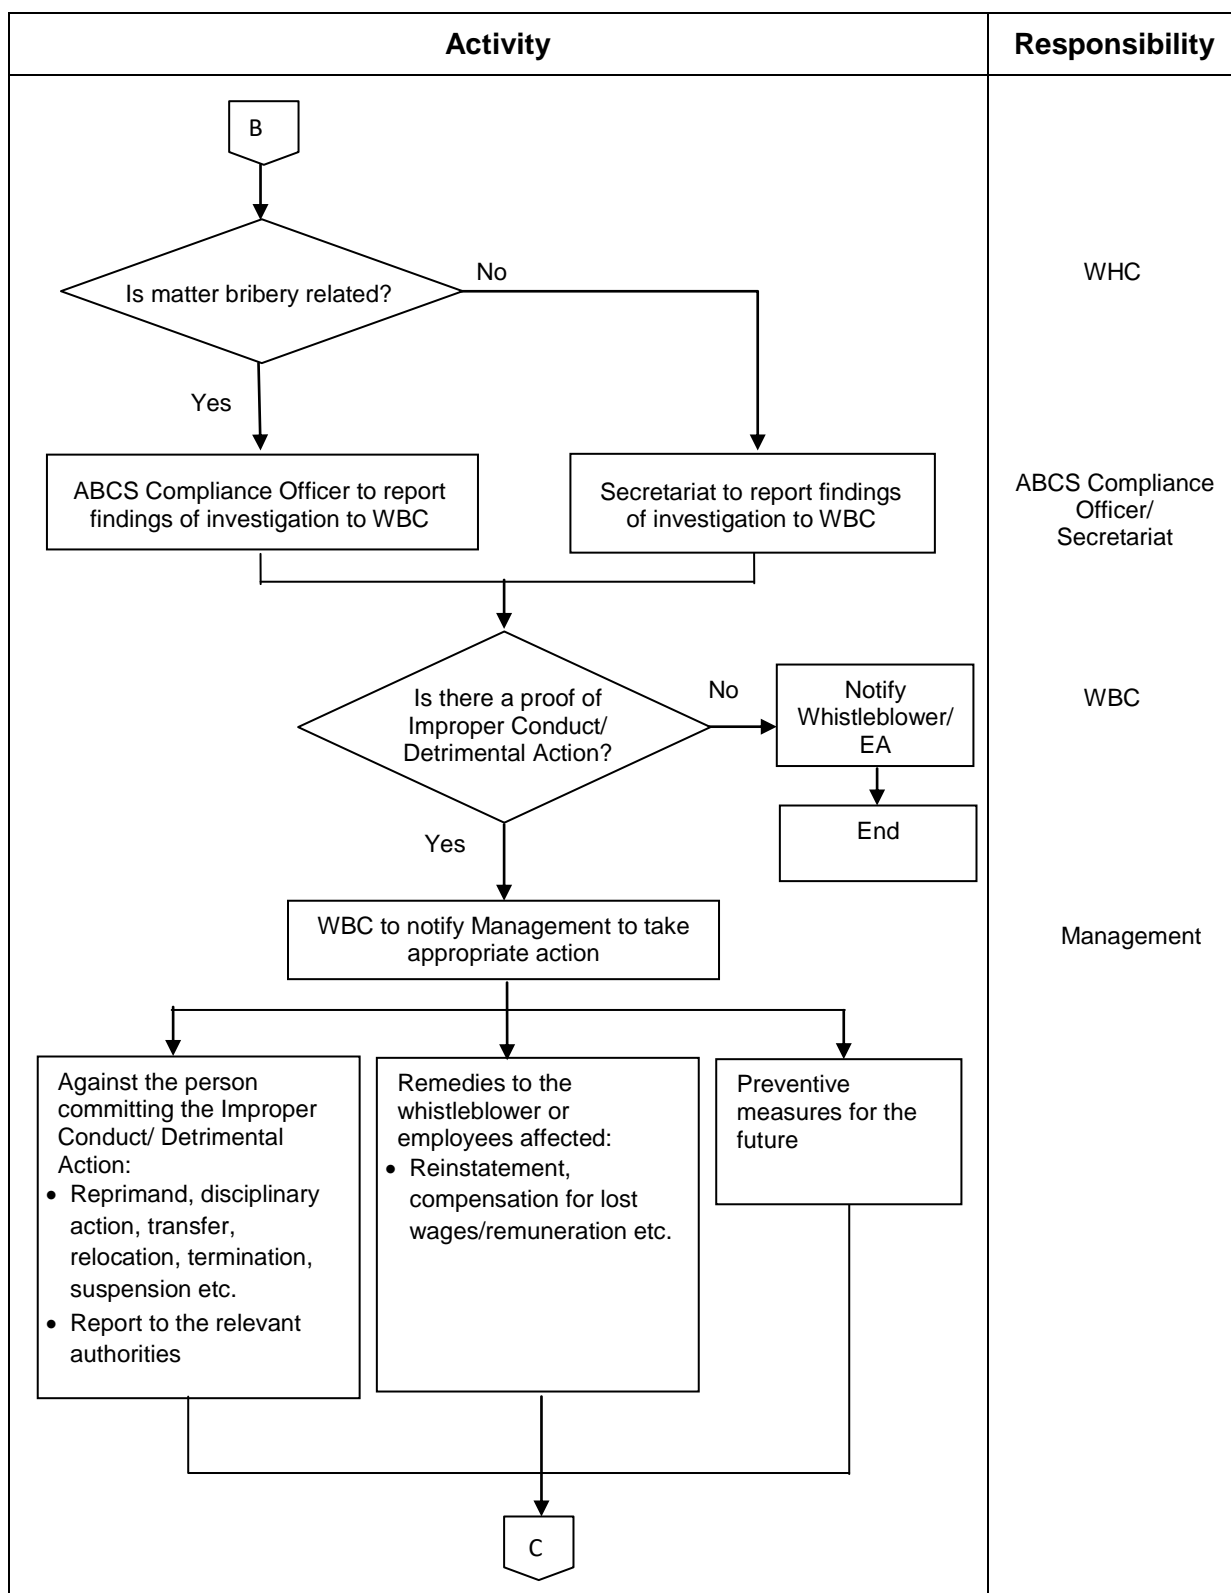 Activity
Responsibility
B
Is matter bribery related?
No
WHC
Yes
ABCS Compliance Officer to report
findings of investigation to WBC
Secretariat to report findings
of investigation to WBC
ABCS Compliance
Officer/
Secretariat
Is there a proof of
Improper Conduct/
Detrimental Action?
No
Notify
Whistleblower/
EA
WBC
End
Yes
WBC to notify Management to take
appropriate action
Management
Against the person
committing the Improper
Conduct/ Detrimental
Action:
• Reprimand, disciplinary
action, transfer,
relocation, termination,
suspension etc.
• Report to the relevant
authorities
Remedies to the
whistleblower or
employees affected:
• Reinstatement,
compensation for lost
wages/remuneration etc.
Preventive
measures for the
future
C